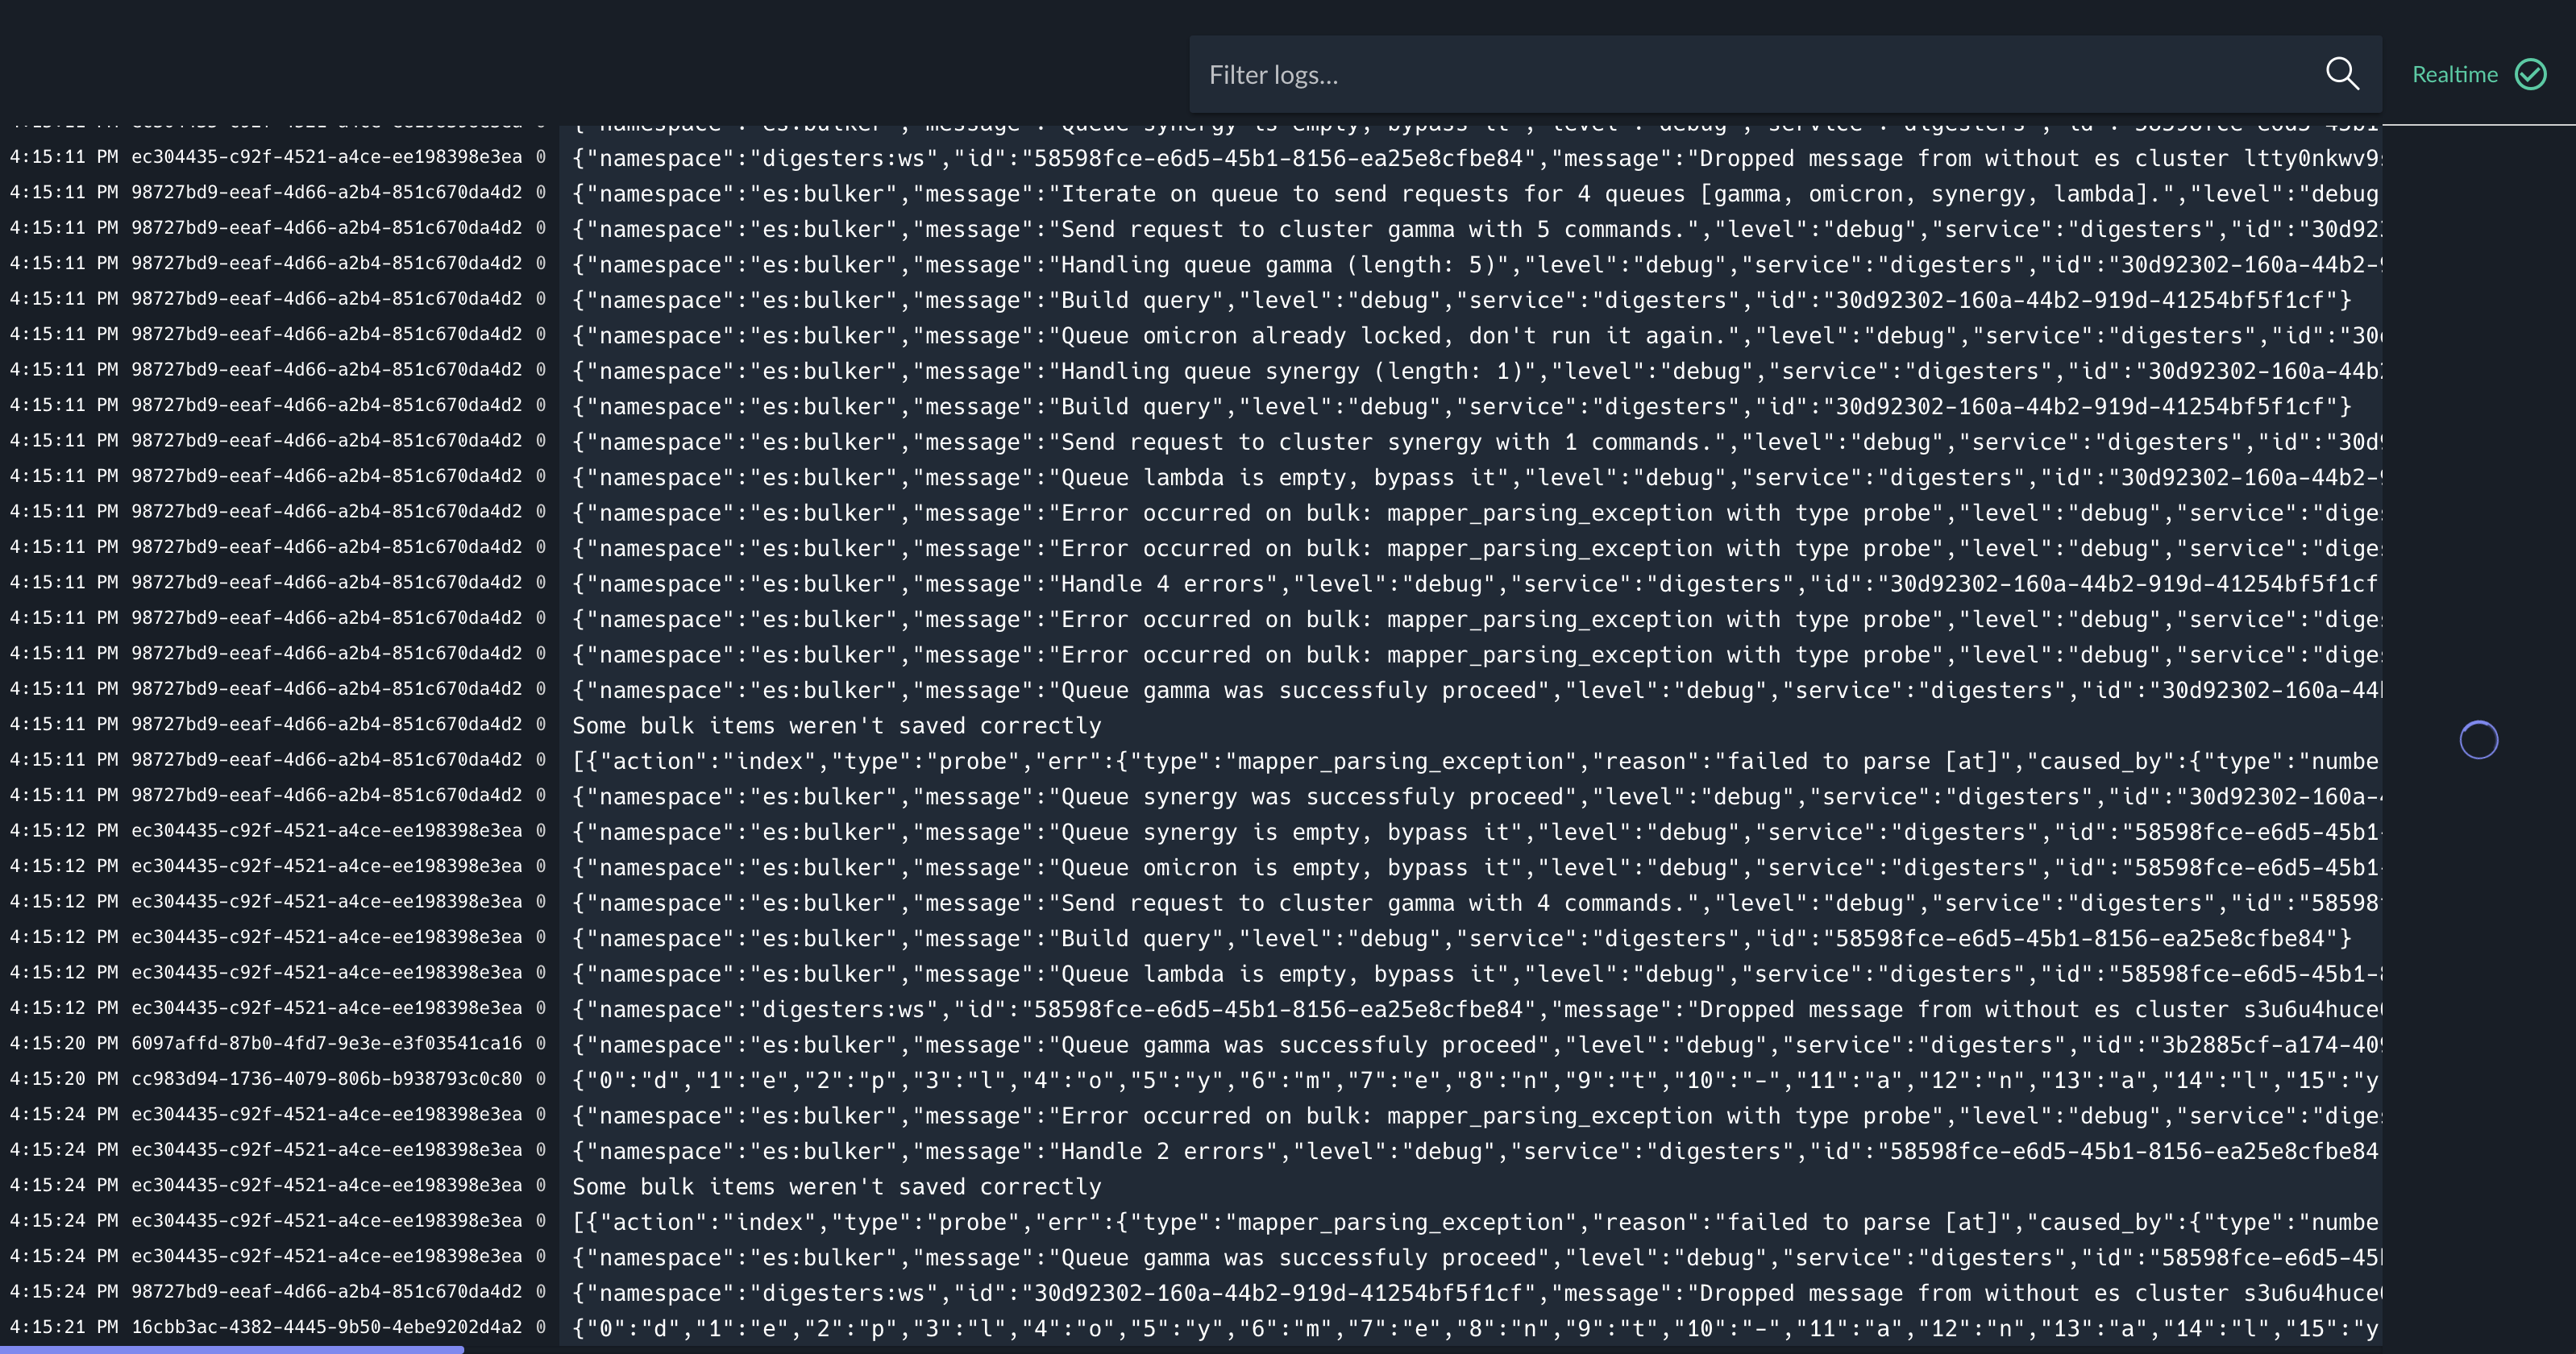 Filter logs...
Realtime
4:15:11 PM ec304435-c92f-4521-a4ce-ee198398e3ea 0 {"namespace":"es:bulker","message":"Queue synergy is empty, bypass it","level":"debug","service":"digesters","id":"58598fce-e6d5-45b1
4:15:11 PM ec304435-c92f-4521-a4ce-ee198398e3ea 0 {"namespace":"digesters:ws","id":"58598fce-e6d5-45b1-8156-ea25e8cfbe84","message":"Dropped message from without es cluster ltty0nkwv9
4:15:11 PM 98727bd9-eeaf-4d66-a2b4-851c670da4d2 0 {"namespace":"es:bulker","message":"Iterate on queue to send requests for 4 queues [gamma, omicron, synergy, lambda].","level":"debug
4:15:11 PM 98727bd9-eeaf-4d66-a2b4-851c670da4d2 0 {"namespace":"es:bulker","message":"Send request to cluster gamma with 5 commands.","level":"debug","service":"digesters","id":"30d92
4:15:11 PM 98727bd9-eeaf-4d66-a2b4-851c670da4d2 0 {"namespace":"es:bulker","message":"Handling queue gamma (length: 5)","level":"debug","service":"digesters","id":"30d92302-160a-44b2-
4:15:11 PM 98727bd9-eeaf-4d66-a2b4-851c670da4d2 0 {"namespace":"es:bulker","message":"Build query","level":"debug","service":"digesters","id":"30d92302-160a-44b2-919d-41254bf5f1cf"}
4:15:11 PM 98727bd9-eeaf-4d66-a2b4-851c670da4d2 0 {"namespace":"es:bulker","message":"Queue omicron already locked, don't run it again.","level":"debug","service":"digesters","id":"30
4:15:11 PM 98727bd9-eeaf-4d66-a2b4-851c670da4d2 0 {"namespace":"es:bulker","message":"Handling queue synergy (length: 1)","level":"debug","service":"digesters","id":"30d92302-160a-44b
4:15:11 PM 98727bd9-eeaf-4d66-a2b4-851c670da4d2 0 {"namespace":"es:bulker","message":"Build query","level":"debug","service":"digesters","id":"30d92302-160a-44b2-919d-41254bf5f1cf"}
4:15:11 PM 98727bd9-eeaf-4d66-a2b4-851c670da4d2 0 {"namespace":"es:bulker","message":"Send request to cluster synergy with 1 commands.","level":"debug","service":"digesters","id":"30d
4:15:11 PM 98727bd9-eeaf-4d66-a2b4-851c670da4d2 0 {"namespace":"es:bulker","message":"Queue lambda is empty, bypass it","level":"debug","service":"digesters","id":"30d92302-160a-44b2-
4:15:11 PM 98727bd9-eeaf-4d66-a2b4-851c670da4d2 0 {"namespace":"es:bulker","message":"Error occurred on bulk: mapper_parsing_exception with type probe","level":"debug","service":"dige
4:15:11 PM 98727bd9-eeaf-4d66-a2b4-851c670da4d2 0 {"namespace":"es:bulker","message":"Error occurred on bulk: mapper_parsing_exception with type probe","level":"debug","service":"dige
4:15:11 PM 98727bd9-eeaf-4d66-a2b4-851c670da4d2 0 {"namespace":"es:bulker","message":"Handle 4 errors","level":"debug","service":"digesters","id":"30d92302-160a-44b2-919d-41254bf5f1cf
4:15:11 PM 98727bd9-eeaf-4d66-a2b4-851c670da4d2 0 {"namespace":"es:bulker","message":"Error occurred on bulk: mapper_parsing_exception with type probe","level":"debug","service":"dige
4:15:11 PM 98727bd9-eeaf-4d66-a2b4-851c670da4d2 0 {"namespace":"es:bulker","message":"Error occurred on bulk: mapper_parsing_exception with type probe","level":"debug","service":"dige
4:15:11 PM 98727bd9-eeaf-4d66-a2b4-851c670da4d2 0 {"namespace":"es:bulker","message":"Queue gamma was successfuly proceed","level":"debug","service":"digesters","id":"30d92302-160a-44
4:15:11 PM 98727bd9-eeaf-4d66-a2b4-851c670da4d2 0 Some bulk items weren't saved correctly
4:15:11 PM 98727bd9-eeaf-4d66-a2b4-851c670da4d2 0 [{"action":"index","type":"probe","err":{"type":"mapper_parsing_exception","reason":"failed to parse [at]","caused_by":{"type":"numbe
4:15:11 PM 98727bd9-eeaf-4d66-a2b4-851c670da4d2 0 {"namespace":"es:bulker","message":"Queue synergy was successfuly proceed","level":"debug","service":"digesters","id":"30d92302-160a-
4:15:12 PM ec304435-c92f-4521-a4ce-ee198398e3ea 0 {"namespace":"es:bulker","message":"Queue synergy is empty, bypass it","level":"debug","service":"digesters","id":"58598fce-e6d5-45b1-
4:15:12 PM ec304435-c92f-4521-a4ce-ee198398e3ea 0 {"namespace":"es:bulker","message":"Queue omicron is empty, bypass it","level":"debug","service":"digesters","id":"58598fce-e6d5-45b1-
4:15:12 PM ec304435-c92f-4521-a4ce-ee198398e3ea 0 {"namespace":"es:bulker","message":"Send request to cluster gamma with 4 commands.","level":"debug","service":"digesters","id":"58598
4:15:12 PM ec304435-c92f-4521-a4ce-ee198398e3ea 0 {"namespace":"es:bulker","message":"Build query","level":"debug","service":"digesters","id":"58598fce-e6d5-45b1-8156-ea25e8cfbe84"}
4:15:12 PM ec304435-c92f-4521-a4ce-ee198398e3ea 0 {"namespace":"es:bulker","message":"Queue lambda is empty, bypass it","level":"debug","service":"digesters","id":"58598fce-e6d5-45b1-
4:15:12 PM ec304435-c92f-4521-a4ce-ee198398e3ea 0 {"namespace":"digesters:ws","id":"58598fce-e6d5-45b1-8156-ea25e8cfbe84","message":"Dropped message from without es cluster s3u6u4huce
4:15:20 PM 6097affd-87b0-4fd7-9e3e-e3f03541ca16 0 {"namespace":"es:bulker","message":"Queue gamma was successfuly proceed","level":"debug","service":"digesters","id":"3b2885cf-a174-40
4:15:20 PM cc983d94-1736-4079-806b-b938793c0c80 0 {"0":"d","1":"e","2":"p","3":"l","4":"o","5":"y","6":"m","7":"e","8":"n","9":"t","10":"-","11":"a","12":"n","13":"a","14":"l","15":"y
4:15:24 PM ec304435-c92f-4521-a4ce-ee198398e3ea 0 {"namespace":"es:bulker","message":"Error occurred on bulk: mapper_parsing_exception with type probe","level":"debug","service":"dige
4:15:24 PM ec304435-c92f-4521-a4ce-ee198398e3ea 0 {"namespace":"es:bulker","message":"Handle 2 errors","level":"debug","service":"digesters","id":"58598fce-e6d5-45b1-8156-ea25e8cfbe84
4:15:24 PM ec304435-c92f-4521-a4ce-ee198398e3ea 0 Some bulk items weren't saved correctly
4:15:24 PM ec304435-c92f-4521-a4ce-ee198398e3ea 0 [{"action":"index","type":"probe","err":{"type":"mapper_parsing_exception","reason":"failed to parse [at]","caused_by":{"type":"numbe
4:15:24 PM ec304435-c92f-4521-a4ce-ee198398e3ea 0 {"namespace":"es:bulker","message":"Queue gamma was successfuly proceed","level":"debug","service":"digesters","id":"58598fce-e6d5-45
4:15:24 PM 98727bd9-eeaf-4d66-a2b4-851c670da4d2 0 {"namespace":"digesters:ws","id":"30d92302-160a-44b2-919d-41254bf5f1cf","message":"Dropped message from without es cluster s3u6u4huce
4:15:21 PM 16cbb3ac-4382-4445-9b50-4ebe9202d4a2 0 {"0":"d","1":"e","2":"p","3":"l","4":"o","5":"y","6":"m","7":"e","8":"n","9":"t","10":"-","11":"a","12":"n","13":"a","14":"l","15":"y